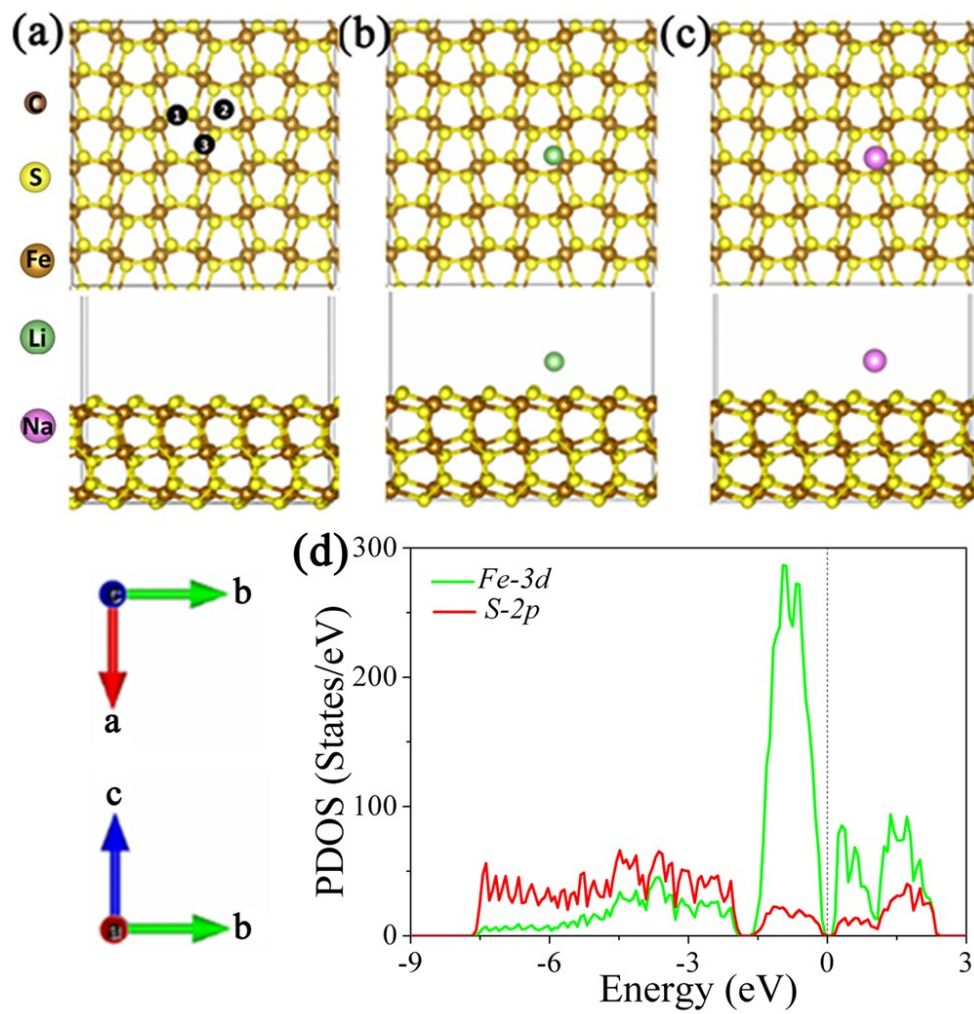 (a)
(b)
(c)
C
S
Fe
Li
Na
1
2
3
c
b
a
c
a
b
(d)
300
200
100
0
PDOS (States/eV)
Fe-3d
S-2p
-9 -6 -3 0 3
Energy (eV)